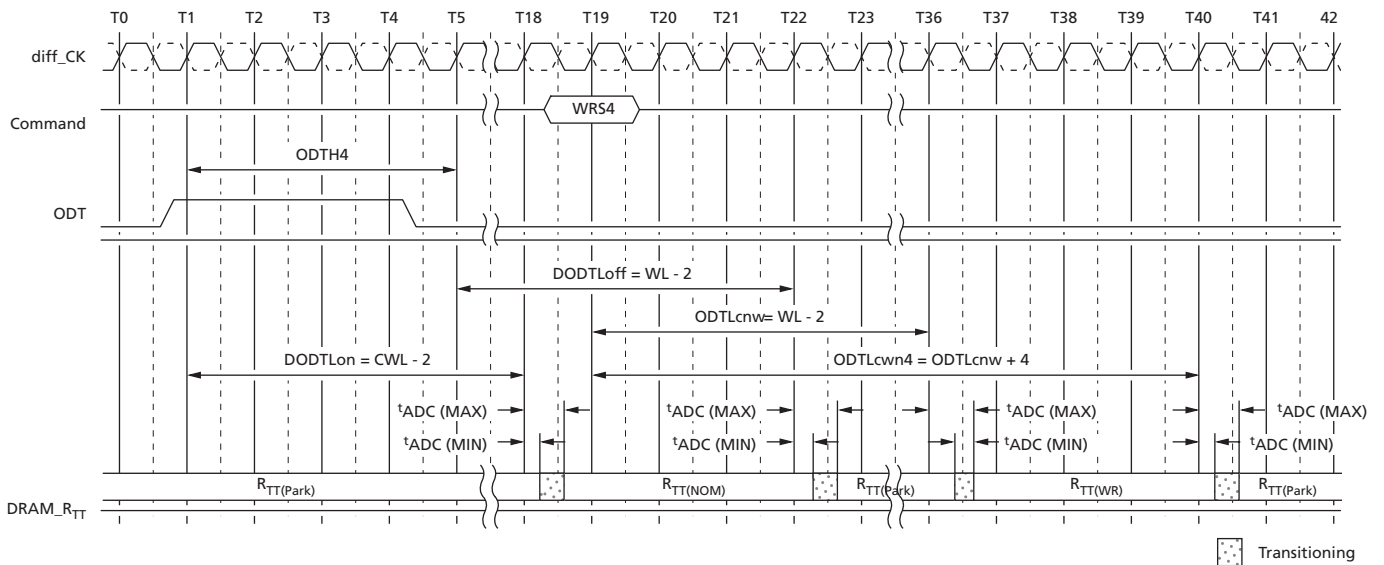 T0 T1 T2 T3 T4 T5 T18 T19 T20 T21 T22 T23 T36 T37 T38 T39 T40 T41 42
diff_CK
WRS4
Command
ODTH4
ODT
DODTLoff = WL - 2
ODTLcnw= WL - 2
DODTLon = CWL - 2 ODTLcwn4 = ODTLcnw + 4
tADC (MAX) tADC (MAX) tADC (MAX) tADC (MAX)
tADC (MIN) tADC (MIN) tADC (MIN) tADC (MIN)
RTT(Park) RTT(NOM) RTT(Park) RTT(WR) RTT(Park)
DRAM_RTT
Transitioning